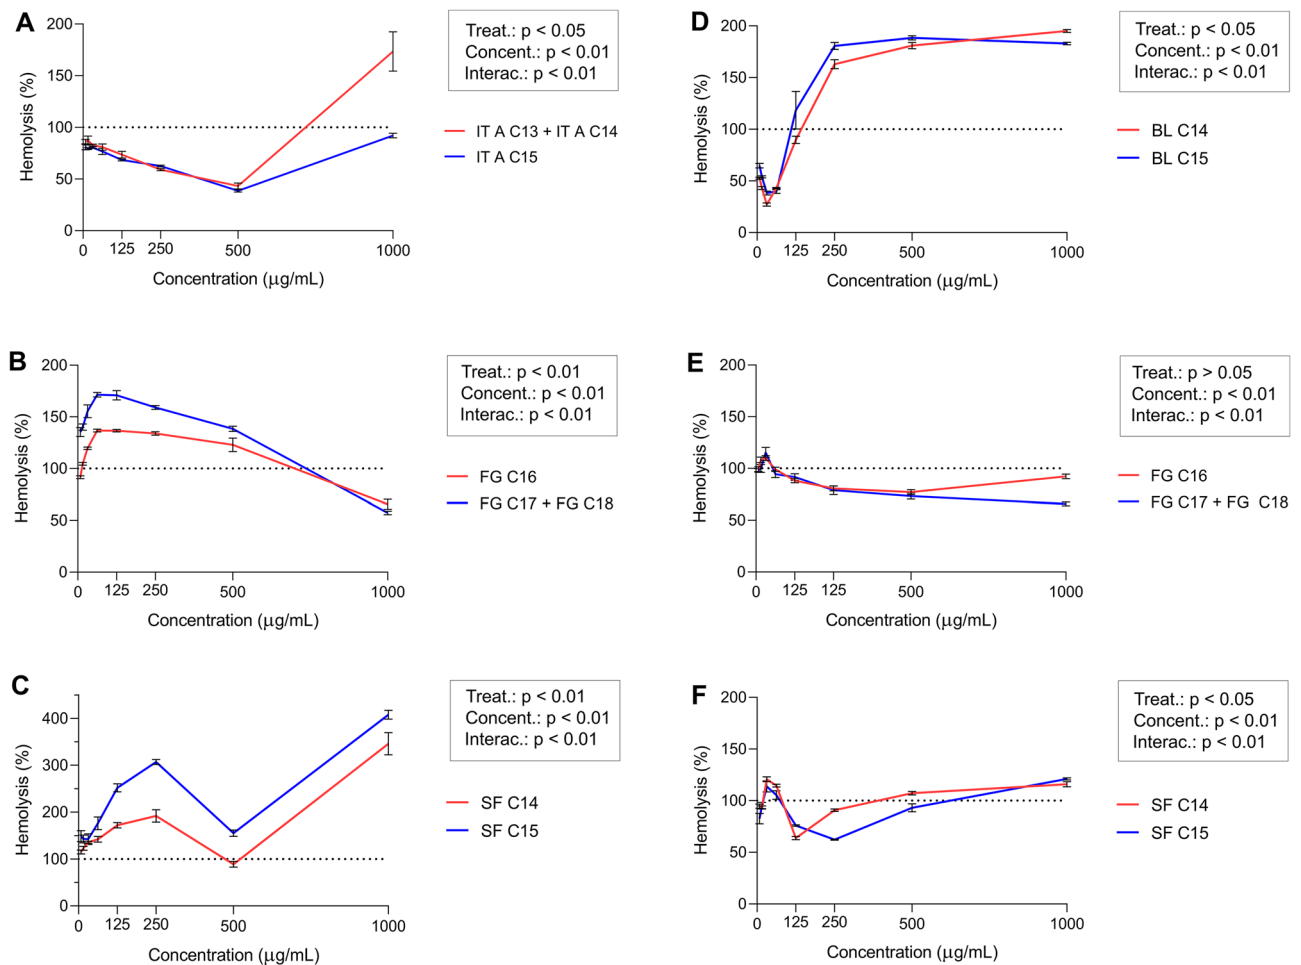 A
200
150
100
50
0
Hemolysis (%)
0 125 250 500 1000
Concentration (μg/mL)
Treat.: p < 0.05
Concent.: p < 0.01
Interac.: p < 0.01
IT A C13 + IT A C14
IT A C15
D
200
150
100
50
0
Hemolysis (%)
0 125 250 500 1000
Concentration (μg/mL)
Treat.: p < 0.05
Concent.: p < 0.01
Interac.: p < 0.01
BL C14
BL C15
B
200
150
100
50
0
Hemolysis (%)
0 125 250 500 1000
Concentration (μg/mL)
Treat.: p < 0.01
Concent.: p < 0.01
Interac.: p < 0.01
FG C16
FG C17 + FG C18
E
200
150
100
50
0
Hemolysis (%)
0 125 125 500 1000
Concentration (μg/mL)
Treat.: p > 0.05
Concent.: p < 0.01
Interac.: p < 0.01
FG C16
FG C17 + FG C18
C
400
300
200
100
0
Hemolysis (%)
0 125 250 500 1000
Concentration (μg/mL)
Treat.: p < 0.01
Concent.: p < 0.01
Interac.: p < 0.01
SF C14
SF C15
F
200
150
100
50
0
Hemolysis (%)
0 125 250 500 1000
Concentration (μg/mL)
Treat.: p < 0.05
Concent.: p < 0.01
Interac.: p < 0.01
SF C14
SF C15